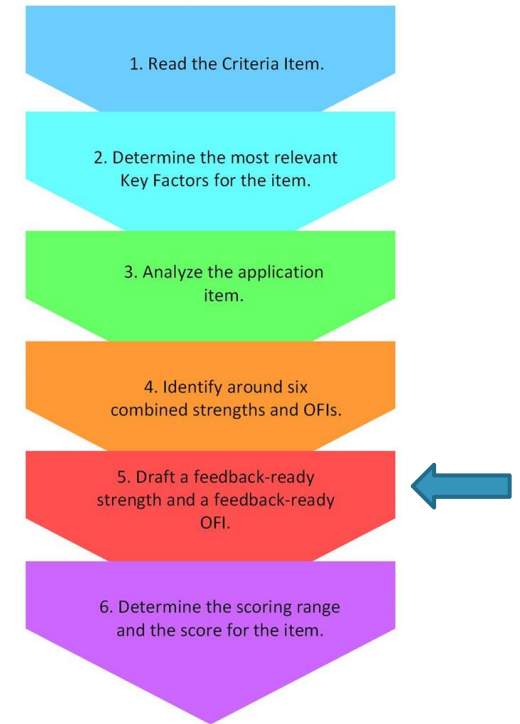 1. Read the Criteria Item.
2. Determine the most relevant
Key Factors for the item.
3. Analyze the application
item.
4. Identify around six
combined strengths and OFIs.
5. Draft a feedback-ready
strength and a feedback-ready
OFI.
6. Determine the scoring range
and the score for the item.